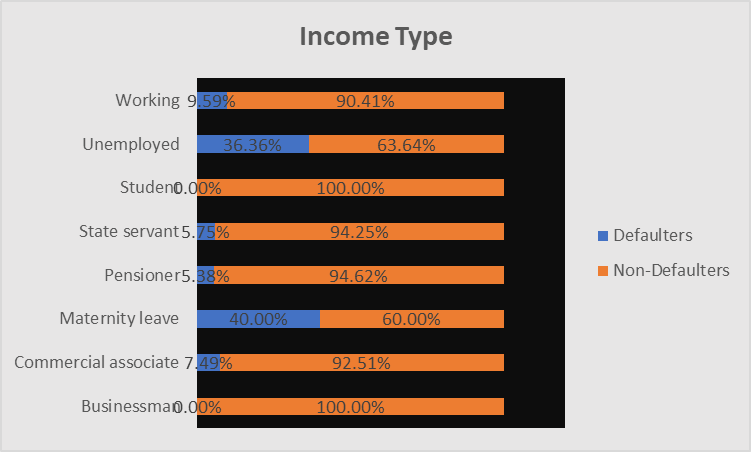 Income Type
Working 9.59% 90.41%
Unemployed 36.36% 63.64%
Student 0.00% 100.00%
State servant 5.75% 94.25%
Defaulters
Pensioner 5.38% 94.62%
Non-Defaulters
Maternity leave 40.00% 60.00%
Commercial associate 7.49% 92.51%
Businessman 0.00% 100.00%